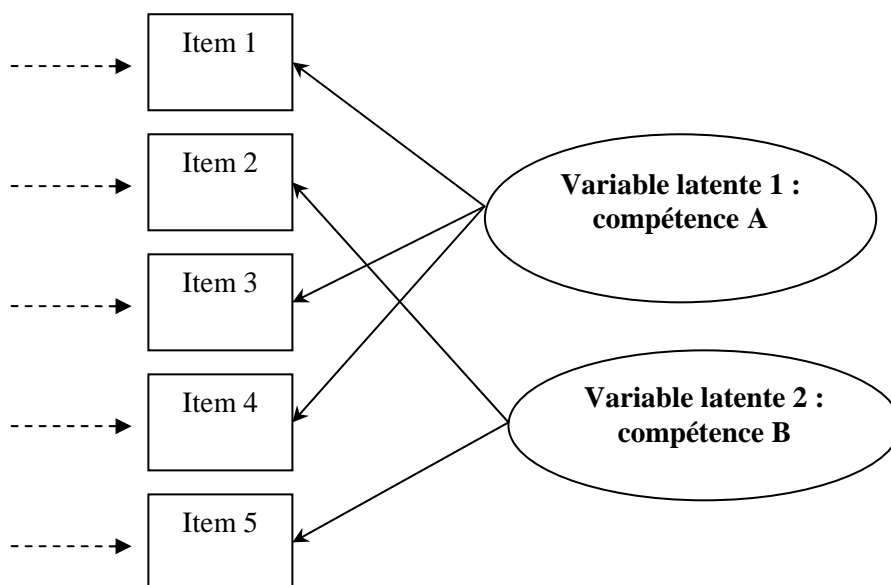 Item 1
Item 2
Variable latente 1 :
compétence A
Item 3
Item 4
Variable latente 2 :
compétence B
Item 5